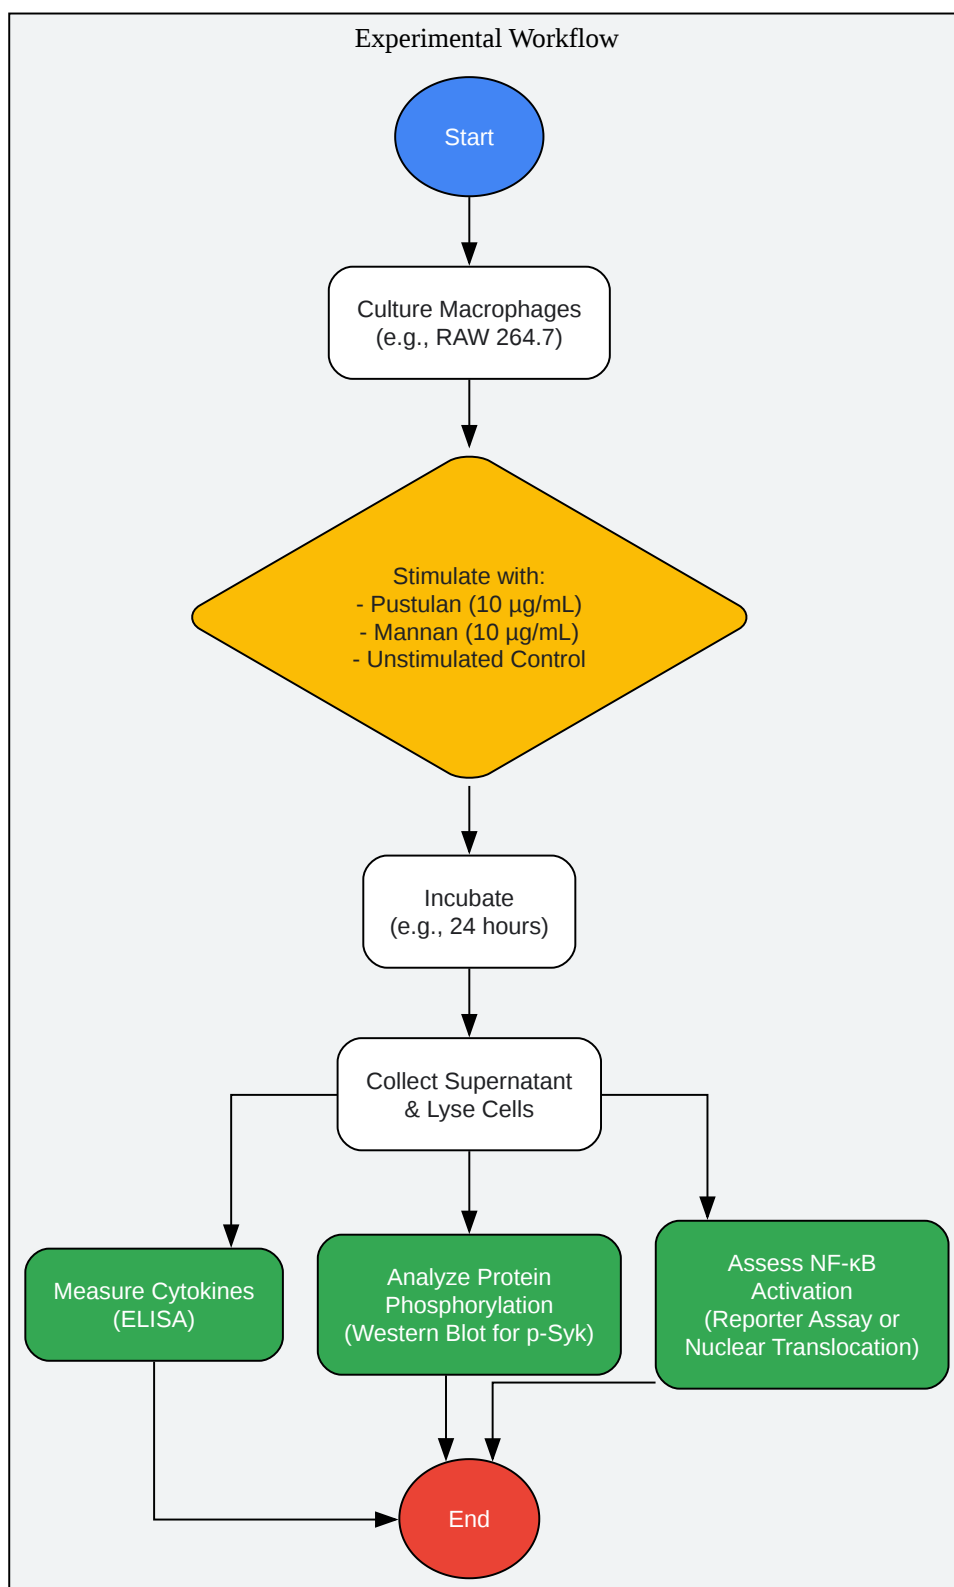 Experimental Workflow
Start
Culture Macrophages
(e.g., RAW 264.7)
Stimulate with:
- Pustulan (10 µg/mL)
- Mannan (10 µg/mL)
- Unstimulated Control
Incubate
(e.g., 24 hours)
Collect Supernatant
& Lyse Cells
Measure Cytokines
(ELISA)
Analyze Protein
Phosphorylation
(Western Blot for p-Syk)
Assess NF-κB
Activation
(Reporter Assay or
Nuclear Translocation)
End